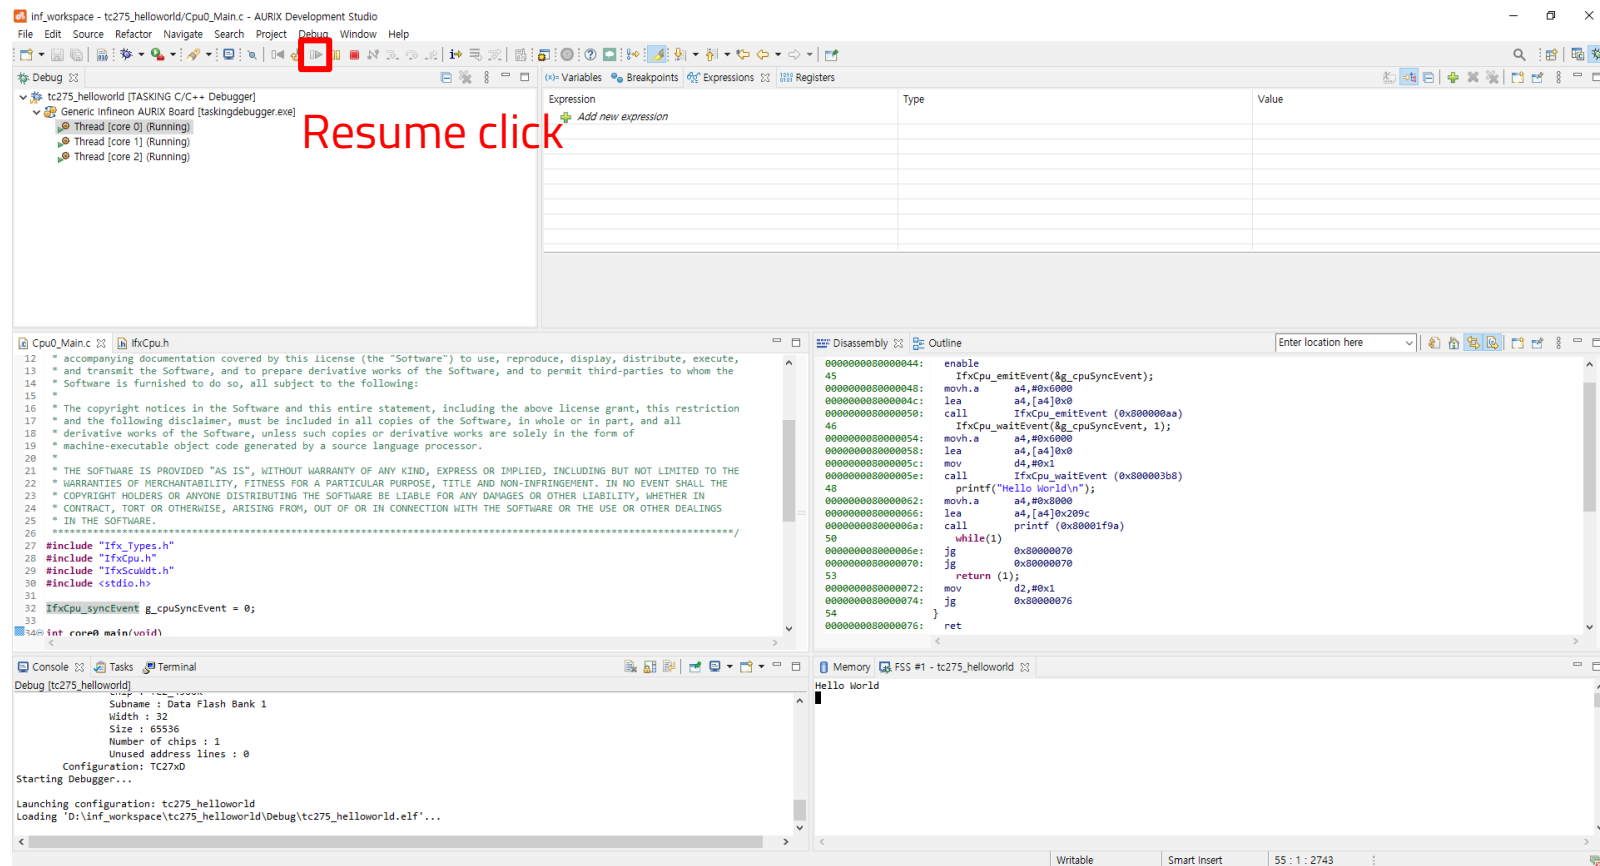 inf_workspace - tc275_helloworld/Cpu0_Main.c - AURIX Development Studio
File Edit Source Refactor Navigate Search Project Debug Window Help
Debug
tc275_helloworld [TASKING C/C++ Debugger]
Generic Infineon AURIX Board [taskingdebugger.exe]
Thread [core 0] (Running)
Thread [core 1] (Running)
Thread [core 2] (Running)
Resume click
(x)= Variables Breakpoints Expressions Registers
Expression Type Value
Add new expression
Cpu0_Main.c IfxCpu.h
12 * accompanying documentation covered by this license (the "Software") to use, reproduce, display, distribute, execute,
13 * and transmit the Software, and to prepare derivative works of the Software, and to permit third-parties to whom the
14 * Software is furnished to do so, all subject to the following:
15 *
16 * The copyright notices in the Software and this entire statement, including the above license grant, this restriction
17 * and the following disclaimer, must be included in all copies of the Software, in whole or in part, and all
18 * derivative works of the Software, unless such copies or derivative works are solely in the form of
19 * machine-executable object code generated by a source language processor.
20 *
21 * THE SOFTWARE IS PROVIDED "AS IS", WITHOUT WARRANTY OF ANY KIND, EXPRESS OR IMPLIED, INCLUDING BUT NOT LIMITED TO THE
22 * WARRANTIES OF MERCHANTABILITY, FITNESS FOR A PARTICULAR PURPOSE, TITLE AND NON-INFRINGEMENT. IN NO EVENT SHALL THE
23 * COPYRIGHT HOLDERS OR ANYONE DISTRIBUTING THE SOFTWARE BE LIABLE FOR ANY DAMAGES OR OTHER LIABILITY, WHETHER IN
24 * CONTRACT, TORT OR OTHERWISE, ARISING FROM, OUT OF OR IN CONNECTION WITH THE SOFTWARE OR THE USE OR OTHER DEALINGS
25 * IN THE SOFTWARE.
26 *********************************************************************************************************************/
27 #include "Ifx_Types.h"
28 #include "IfxCpu.h"
29 #include "IfxScuWdt.h"
30 #include <stdio.h>
31
32 IfxCpu_syncEvent g_cpuSyncEvent = 0;
33
34 int core0_main(void)
Disassembly Outline
Enter location here
0000000080000044: enable
45 IfxCpu_emitEvent(&g_cpuSyncEvent);
0000000080000048: movh.a a4,#0x6000
000000008000004c: lea a4,[a4]0x0
0000000080000050: call IfxCpu_emitEvent (0x800000aa)
46 IfxCpu_waitEvent(&g_cpuSyncEvent, 1);
0000000080000054: movh.a a4,#0x6000
0000000080000058: lea a4,[a4]0x0
000000008000005c: mov d4,#0x1
000000008000005e: call IfxCpu_waitEvent (0x800003b8)
48 printf("Hello World\n");
0000000080000062: movh.a a4,#0x8000
0000000080000066: lea a4,[a4]0x209c
000000008000006a: call printf (0x80001f9a)
50 while(1)
000000008000006e: jg 0x80000070
0000000080000070: jg 0x80000070
53 return (1);
0000000080000072: mov d2,#0x1
0000000080000074: jg 0x80000076
54 }
0000000080000076: ret
Console Tasks Terminal
Debug [tc275_helloworld]
Subname : Data Flash Bank 1
Width : 32
Size : 65536
Number of chips : 1
Unused address lines : 0
Configuration: TC27xD
Starting Debugger...
Launching configuration: tc275_helloworld
Loading 'D:\inf_workspace\tc275_helloworld\Debug\tc275_helloworld.elf'...
Memory FSS #1 - tc275_helloworld
Hello World
Writable Smart Insert 55 : 1 : 2743